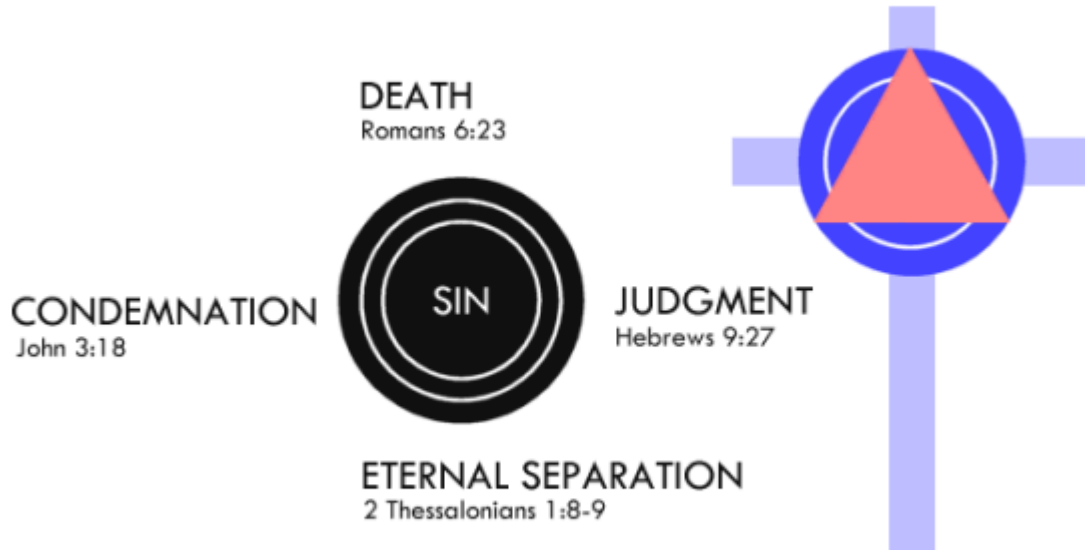 DEATH
Romans 6:23
CONDEMNATION
John 3:18
SIN
JUDGMENT
Hebrews 9:27
ETERNAL SEPARATION
2 Thessalonians 1:8-9